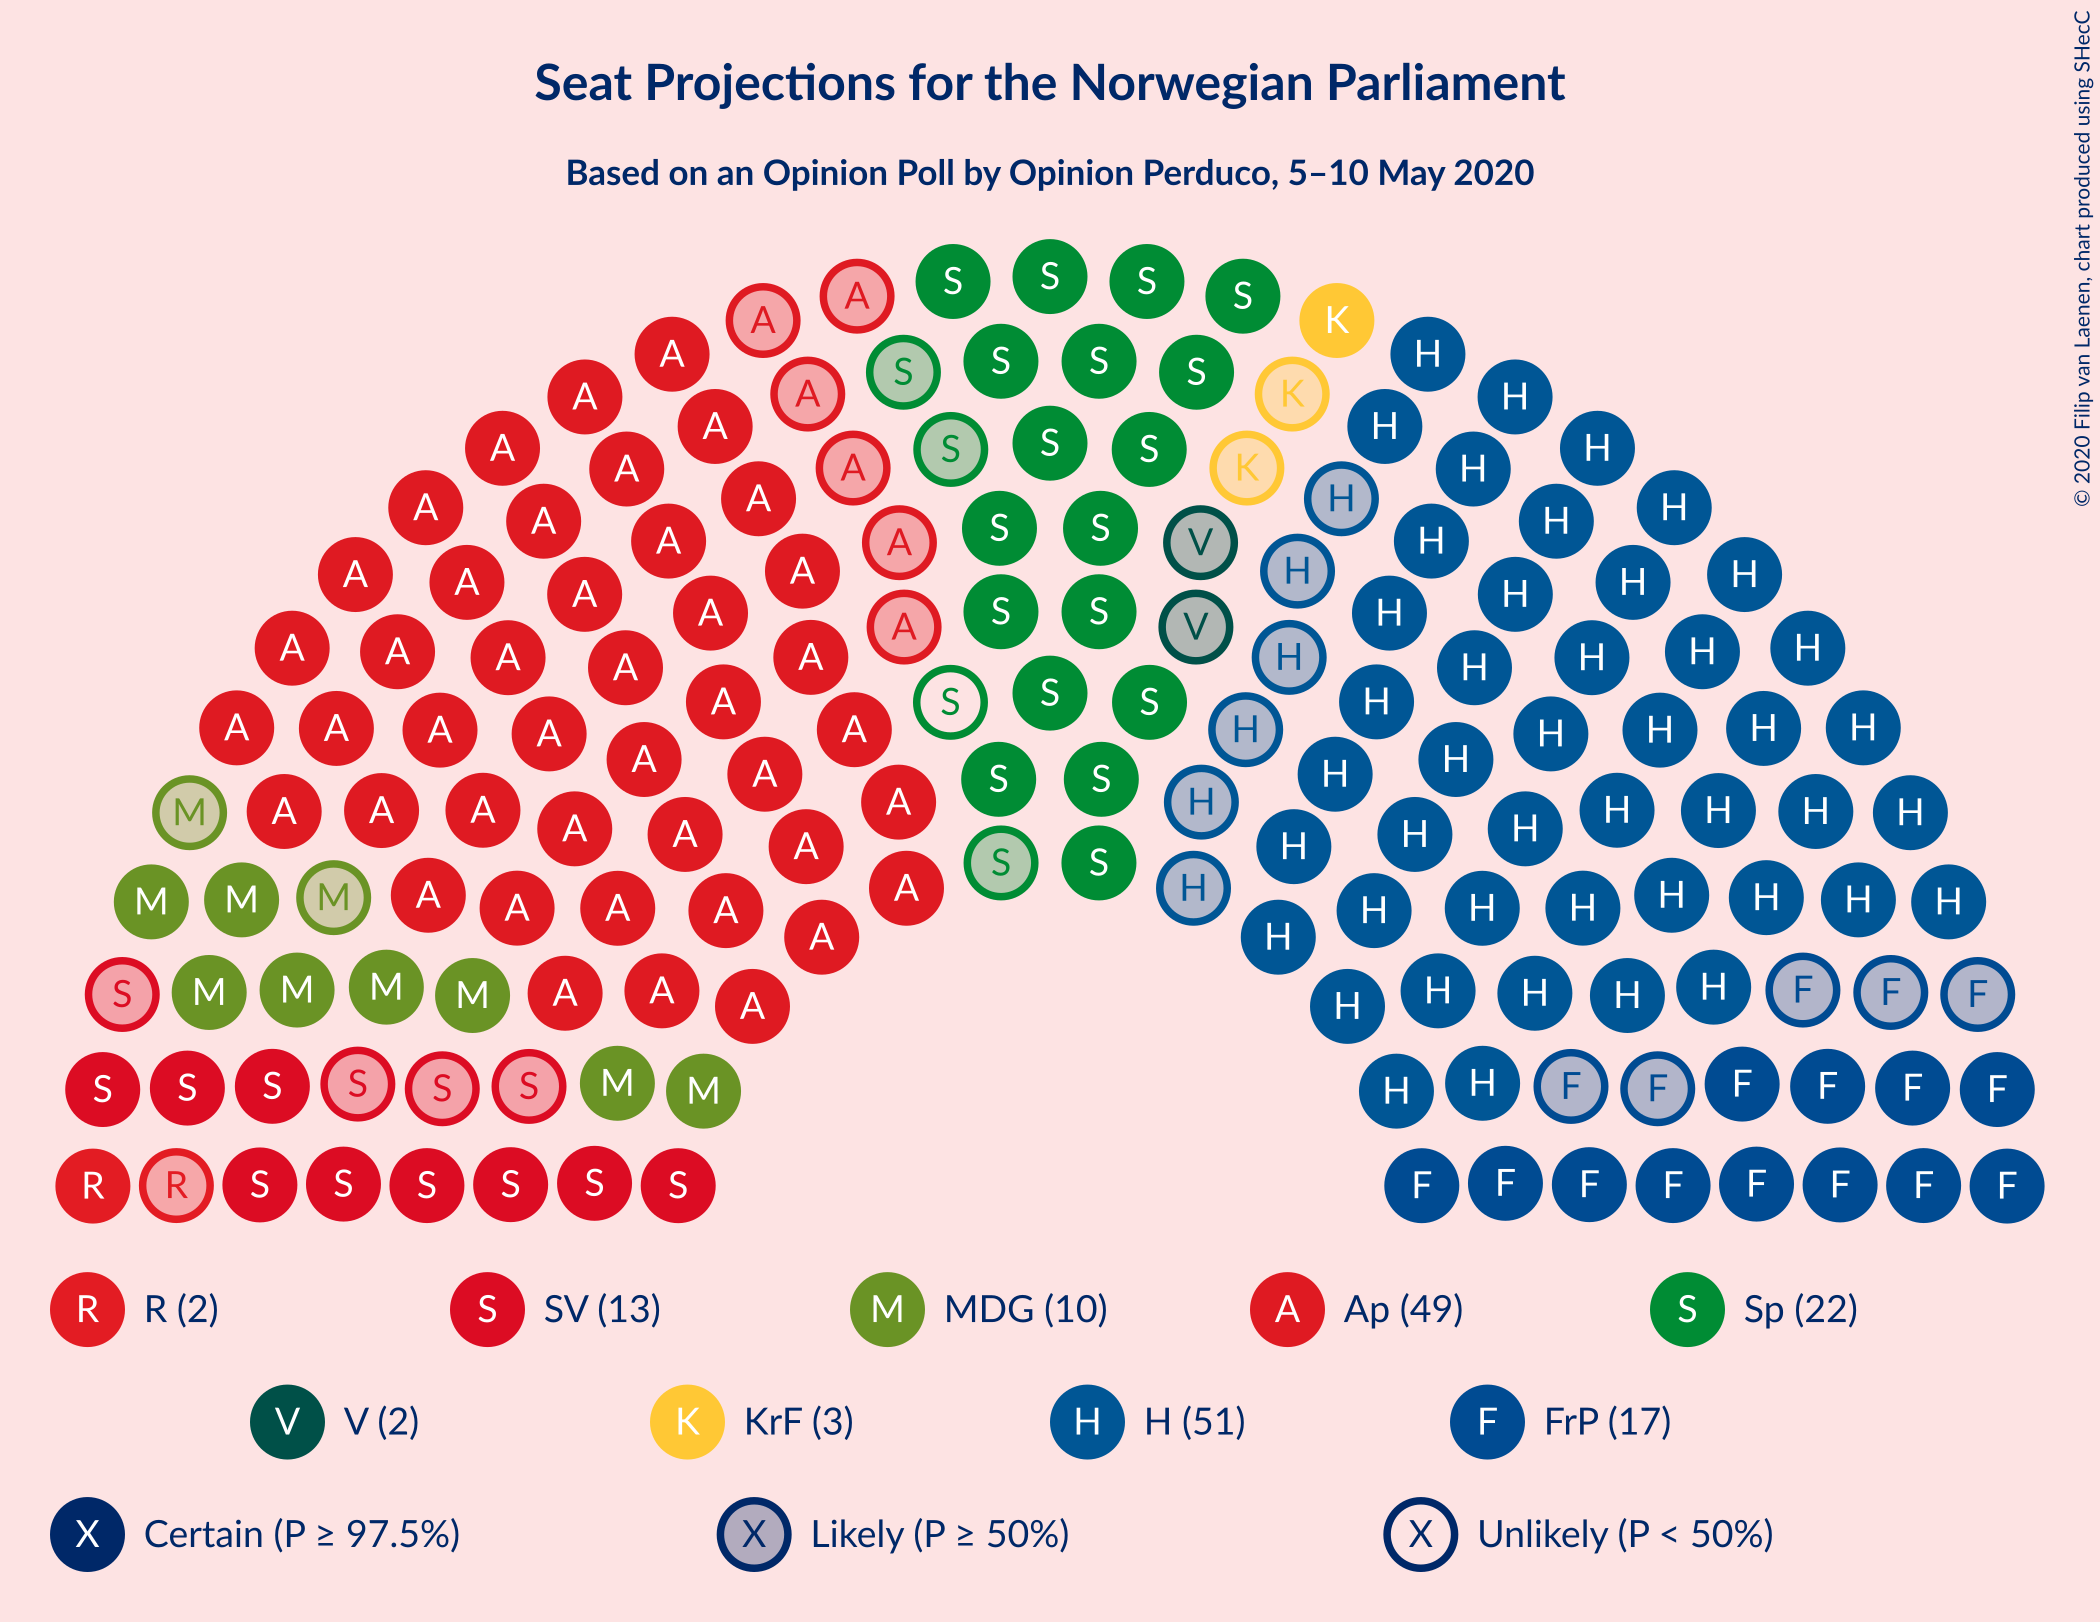 Seat Projections for the Norwegian Parliament
Based on an Opinion Poll by Opinion Perduco, 5–10 May 2020
© 2020 Filip van Laenen, chart produced using SHecC
S S S S
A A S S S S K H
A A S S S S K H H
A A A S S S K H H H
A A A S S V H H H H
A A A A A S S V H H H H H
A A A A A A S S S H H H H H H
A A A A A A A S S H H H H H H H
M A A A A A A A S S H H H H H H H H
M M M A A A A A A H H H H H H H H H
S M M M M A A A H H H H H F F F
S S S S S S M M H H F F F F F F
R R S S S S S S F F F F F F F F
R R (2) S SV (13) M MDG (10) A Ap (49) S Sp (22)
V V (2) K KrF (3) H H (51) F FrP (17)
X Certain (P ≥ 97.5%) X Likely (P ≥ 50%) X Unlikely (P < 50%)